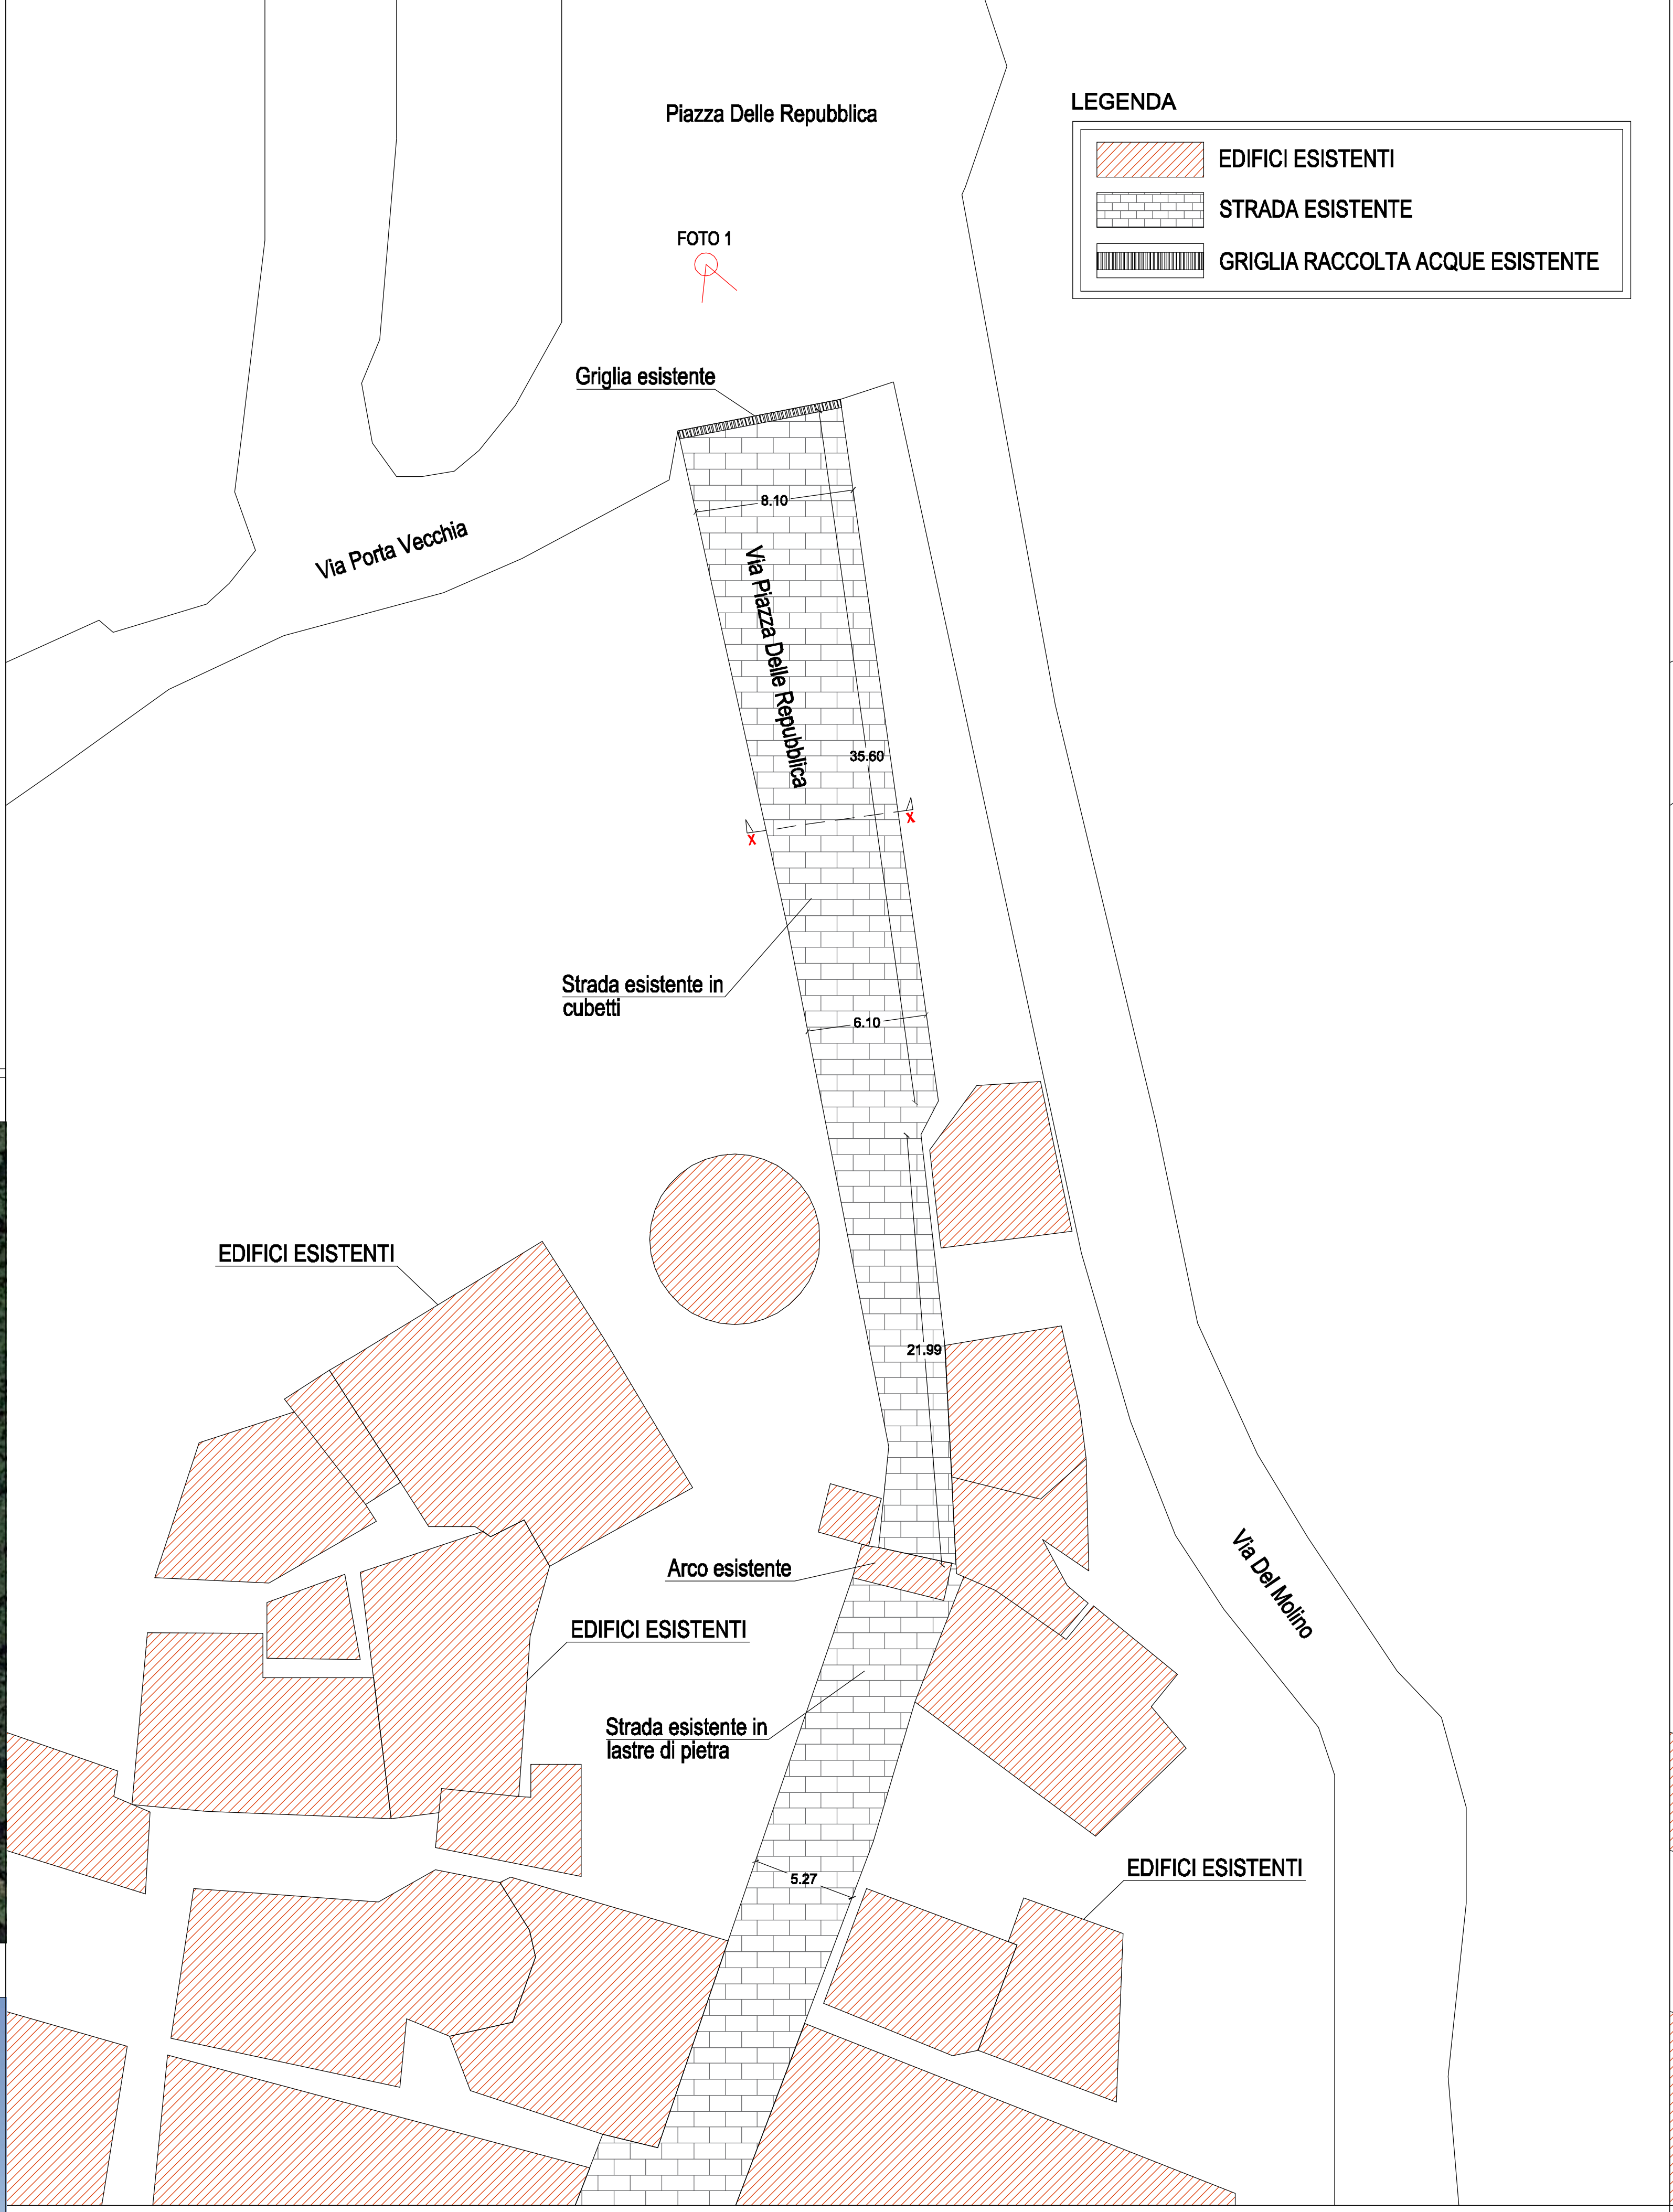 Piazza Delle Repubblica
LEGENDA
EDIFICI ESISTENTI
STRADA ESISTENTE
GRIGLIA RACCOLTA ACQUE ESISTENTE
FOTO 1
Griglia esistente
8.10
Via Porta Vecchia
Via Piazza Delle Repubblica
35.60
X
X
Strada esistente in
cubetti
6.10
EDIFICI ESISTENTI
21.99
Arco esistente
Via Del Molino
EDIFICI ESISTENTI
Strada esistente in
lastre di pietra
5.27
EDIFICI ESISTENTI